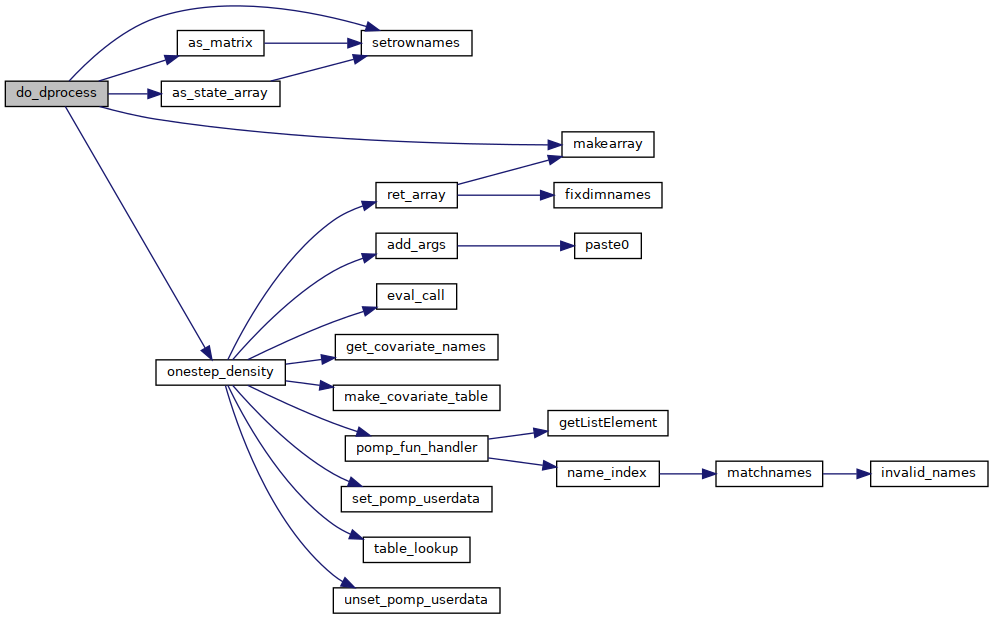 as_matrix
setrownames
do_dprocess
as_state_array
makearray
ret_array
fixdimnames
add_args
paste0
eval_call
get_covariate_names
onestep_density
make_covariate_table
getListElement
pomp_fun_handler
name_index
matchnames
invalid_names
set_pomp_userdata
table_lookup
unset_pomp_userdata